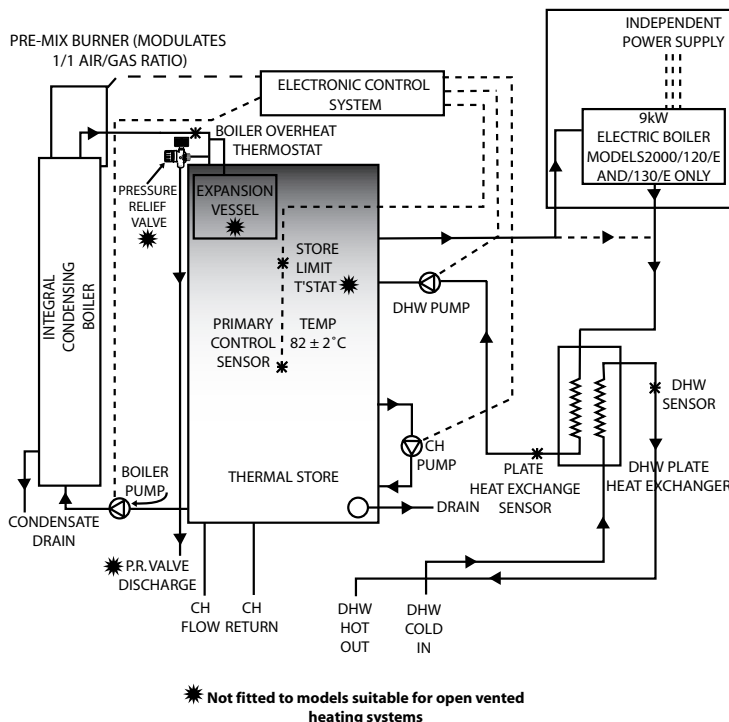 INDEPENDENT
POWER SUPPLY
PRE-MIX BURNER (MODULATES
1/1 AIR/GAS RATIO)
ELECTRONIC CONTROL
SYSTEM
9kW
ELECTRIC BOILER
MODELS2000/120/E
AND/130/E ONLY
BOILER OVERHEAT
THERMOSTAT
PRESSURE
RELIEF
VALVE
EXPANSION
VESSEL
INTEGRAL
CONDENSING
BOILER
STORE
LIMIT
T'STAT
DHW PUMP
PRIMARY
CONTROL
SENSOR
TEMP
82 ± 2˚C
DHW
SENSOR
CH
PUMP
PLATE
HEAT EXCHANGE
SENSOR
DHW PLATE
HEAT EXCHANGER
BOILER
PUMP
THERMAL STORE
DRAIN
CONDENSATE
DRAIN
P.R. VALVE
DISCHARGE
CH
FLOW
CH
RETURN
DHW
HOT
OUT
DHW
COLD
IN
Not fitted to models suitable for open vented
heating systems